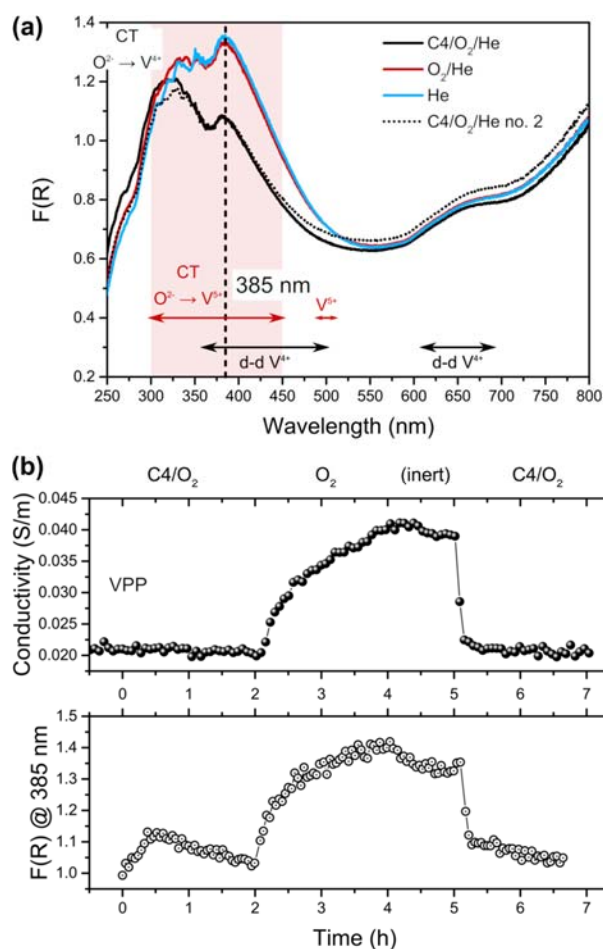 (a)
CT
O²⁻ → V⁴⁺
C4/O₂/He
O₂/He
He
C4/O₂/He no. 2
F(R)
1.4
1.2
1.0
0.8
0.6
0.4
0.2
385 nm
CT
O²⁻ → V⁵⁺
V⁵⁺
d-d V⁴⁺
d-d V⁴⁺
250 300 350 400 450 500 550 600 650 700 750 800
Wavelength (nm)
(b)
C4/O₂ O₂ (inert) C4/O₂
Conductivity (S/m)
0.045
0.040
0.035
0.030
0.025
0.020
VPP
0 1 2 3 4 5 6 7
F(R) @ 385 nm
1.5
1.4
1.3
1.2
1.1
1.0
0 1 2 3 4 5 6 7
Time (h)